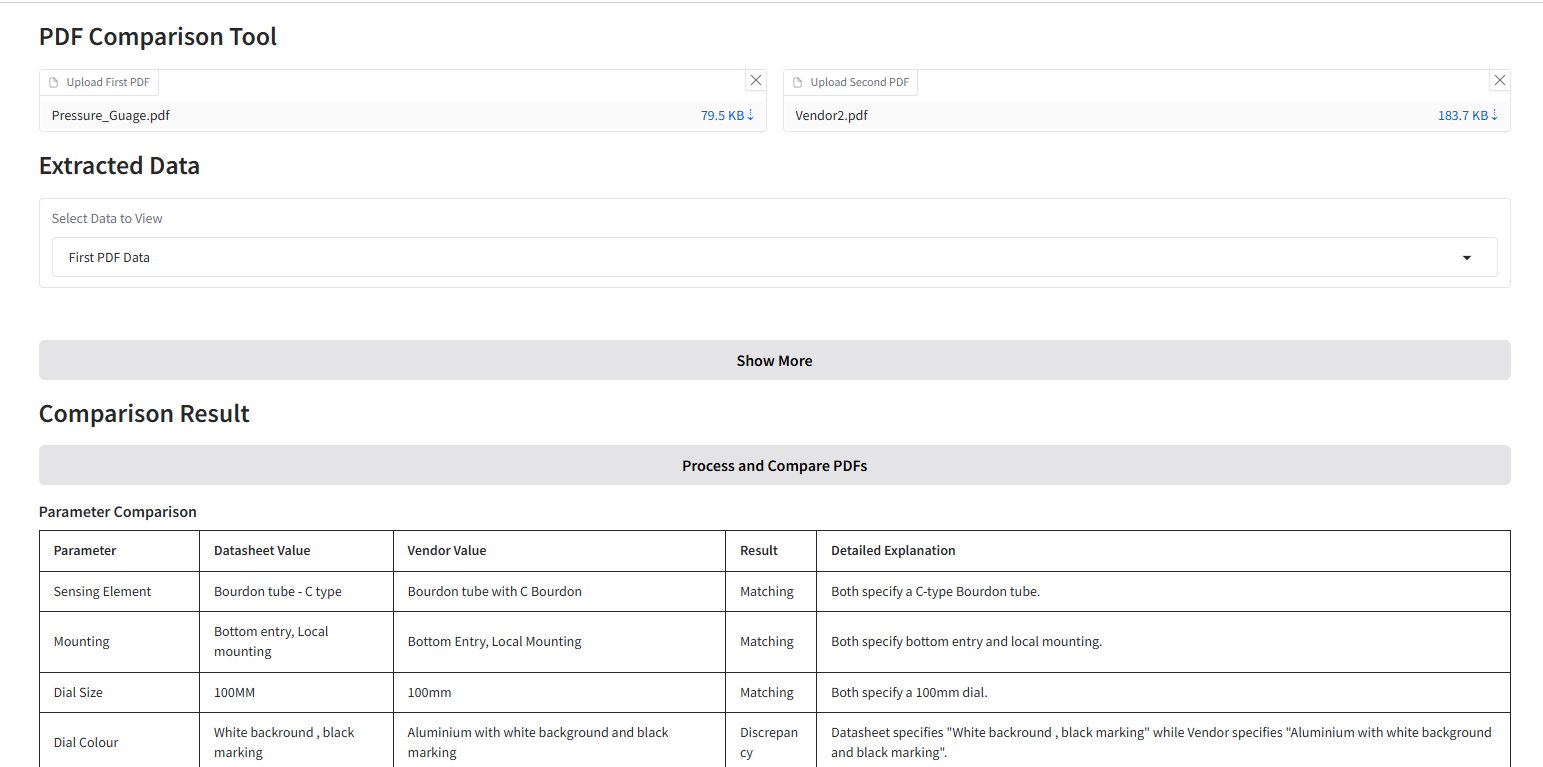 PDF Comparison Tool
Upload First PDF
Upload Second PDF
Pressure_Guage.pdf 79.5 KB ⇣
Vendor2.pdf 183.7 KB ⇣
Extracted Data
Select Data to View
First PDF Data
Show More
Comparison Result
Process and Compare PDFs
Parameter Comparison
Parameter Datasheet Value Vendor Value Result Detailed Explanation
Sensing Element Bourdon tube - C type Bourdon tube with C Bourdon Matching Both specify a C-type Bourdon tube.
Mounting
Bottom entry, Local
mounting
Bottom Entry, Local Mounting
Matching
Both specify bottom entry and local mounting.
Dial Size 100MM 100mm Matching Both specify a 100mm dial.
Dial Colour
White backround , black
marking
Aluminium with white background and black
marking
Discrepan
cy
Datasheet specifies "White backround , black marking" while Vendor specifies "Aluminium with white background
and black marking".